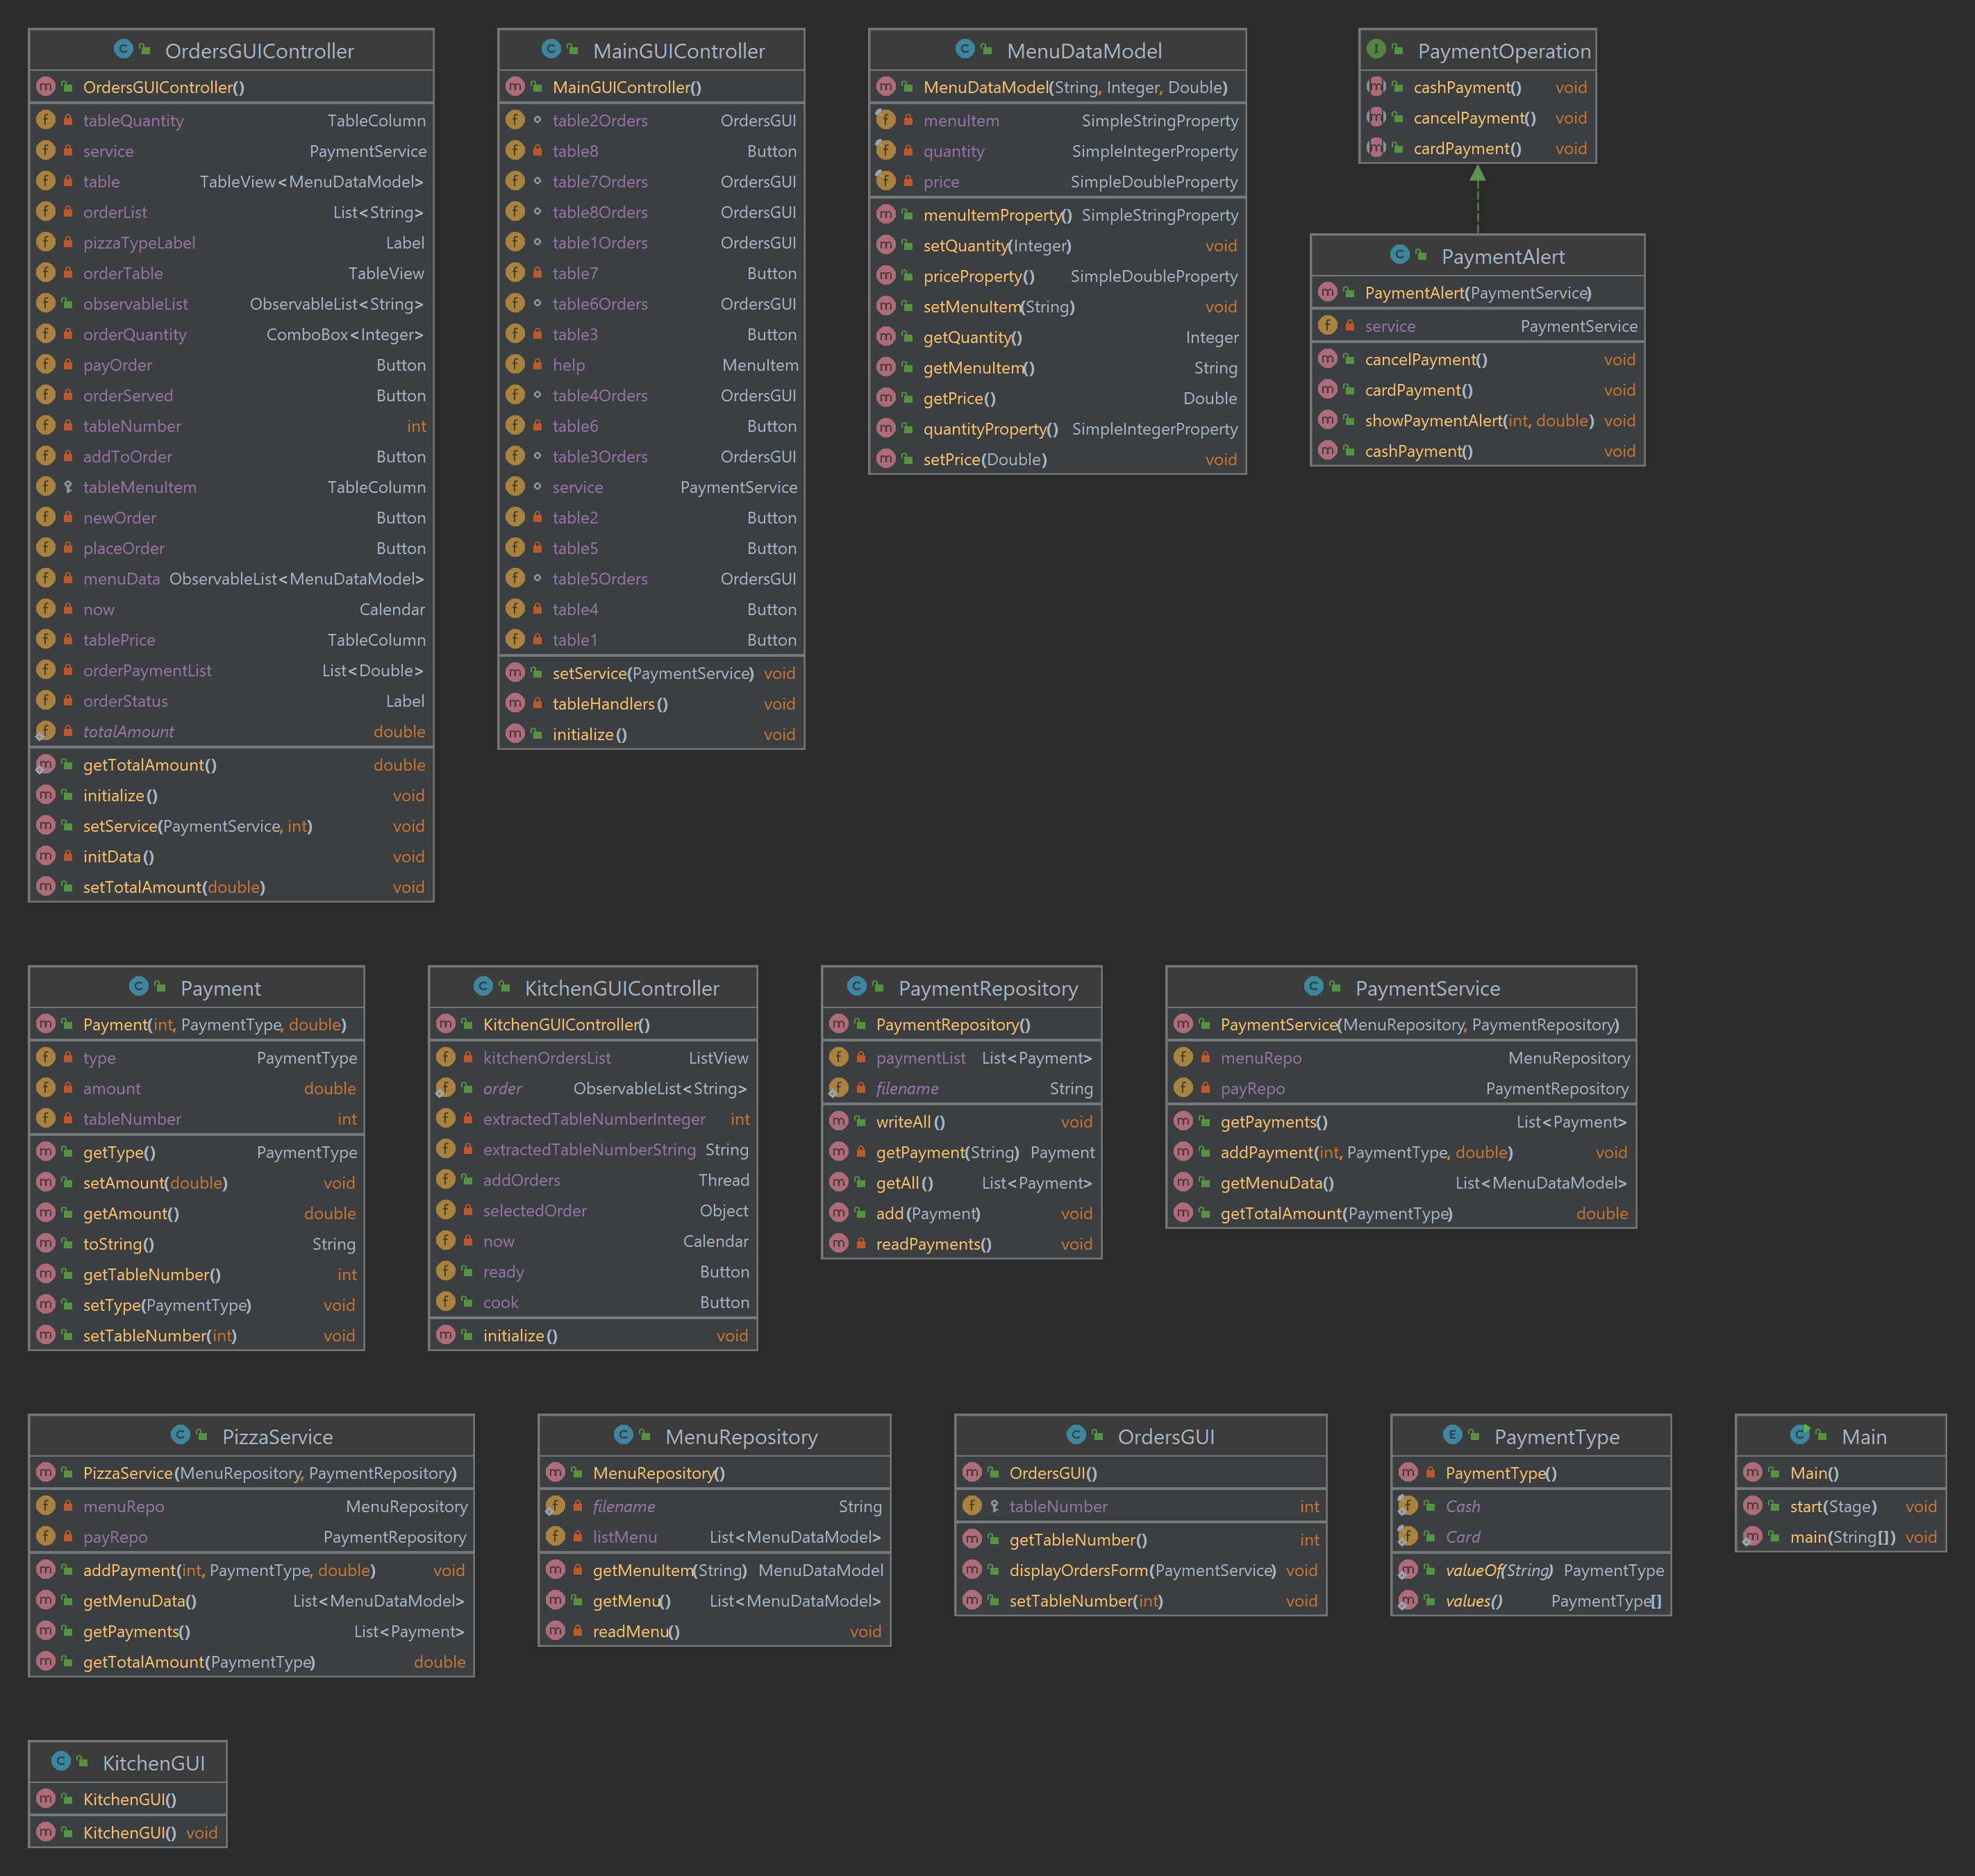 OrdersGUIController
OrdersGUIController()
tableQuantity TableColumn
service PaymentService
table TableView<MenuDataModel>
orderList List<String>
pizzaTypeLabel Label
orderTable TableView
observableList ObservableList<String>
orderQuantity ComboBox<Integer>
payOrder Button
orderServed Button
tableNumber int
addToOrder Button
tableMenuItem TableColumn
newOrder Button
placeOrder Button
menuData ObservableList<MenuDataModel>
now Calendar
tablePrice TableColumn
orderPaymentList List<Double>
orderStatus Label
totalAmount double
getTotalAmount() double
initialize() void
setService(PaymentService, int) void
initData() void
setTotalAmount(double) void
MainGUIController
MainGUIController()
table2Orders OrdersGUI
table8 Button
table7Orders OrdersGUI
table8Orders OrdersGUI
table1Orders OrdersGUI
table7 Button
table6Orders OrdersGUI
table3 Button
help MenuItem
table4Orders OrdersGUI
table6 Button
table3Orders OrdersGUI
service PaymentService
table2 Button
table5 Button
table5Orders OrdersGUI
table4 Button
table1 Button
setService(PaymentService) void
tableHandlers() void
initialize() void
MenuDataModel
MenuDataModel(String, Integer, Double)
menuItem SimpleStringProperty
quantity SimpleIntegerProperty
price SimpleDoubleProperty
menuItemProperty() SimpleStringProperty
setQuantity(Integer) void
priceProperty() SimpleDoubleProperty
setMenuItem(String) void
getQuantity() Integer
getMenuItem() String
getPrice() Double
quantityProperty() SimpleIntegerProperty
setPrice(Double) void
PaymentOperation
cashPayment() void
cancelPayment() void
cardPayment() void
PaymentAlert
PaymentAlert(PaymentService)
service PaymentService
cancelPayment() void
cardPayment() void
showPaymentAlert(int, double) void
cashPayment() void
Payment
Payment(int, PaymentType, double)
type PaymentType
amount double
tableNumber int
getType() PaymentType
setAmount(double) void
getAmount() double
toString() String
getTableNumber() int
setType(PaymentType) void
setTableNumber(int) void
KitchenGUIController
KitchenGUIController()
kitchenOrdersList ListView
order ObservableList<String>
extractedTableNumberInteger int
extractedTableNumberString String
addOrders Thread
selectedOrder Object
now Calendar
ready Button
cook Button
initialize() void
PaymentRepository
PaymentRepository()
paymentList List<Payment>
filename String
writeAll() void
getPayment(String) Payment
getAll() List<Payment>
add(Payment) void
readPayments() void
PaymentService
PaymentService(MenuRepository, PaymentRepository)
menuRepo MenuRepository
payRepo PaymentRepository
getPayments() List<Payment>
addPayment(int, PaymentType, double) void
getMenuData() List<MenuDataModel>
getTotalAmount(PaymentType) double
PizzaService
PizzaService(MenuRepository, PaymentRepository)
menuRepo MenuRepository
payRepo PaymentRepository
addPayment(int, PaymentType, double) void
getMenuData() List<MenuDataModel>
getPayments() List<Payment>
getTotalAmount(PaymentType) double
MenuRepository
MenuRepository()
filename String
listMenu List<MenuDataModel>
getMenuItem(String) MenuDataModel
getMenu() List<MenuDataModel>
readMenu() void
OrdersGUI
OrdersGUI()
tableNumber int
getTableNumber() int
displayOrdersForm(PaymentService) void
setTableNumber(int) void
PaymentType
PaymentType()
Cash
Card
valueOf(String) PaymentType
values() PaymentType[]
Main
Main()
start(Stage) void
main(String[]) void
KitchenGUI
KitchenGUI()
KitchenGUI() void